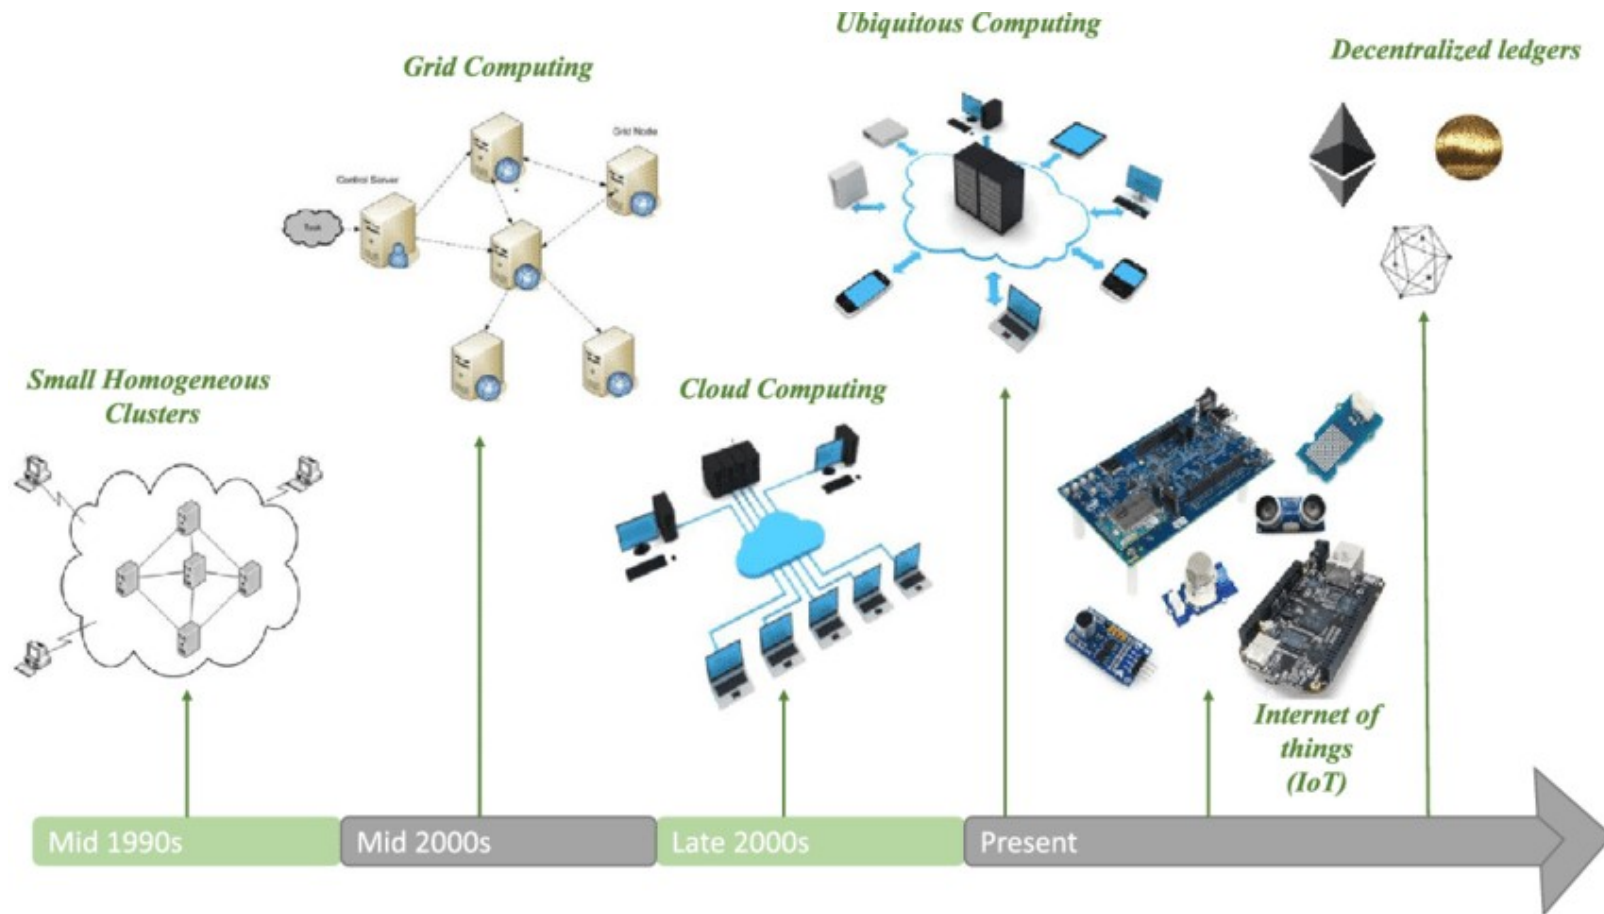 Ubiquitous Computing
Decentralized ledgers
Grid Computing
Grid Node
Control Server
Task
Small Homogeneous
Clusters
Cloud Computing
Internet of
things
(IoT)
Mid 1990s
Mid 2000s
Late 2000s
Present